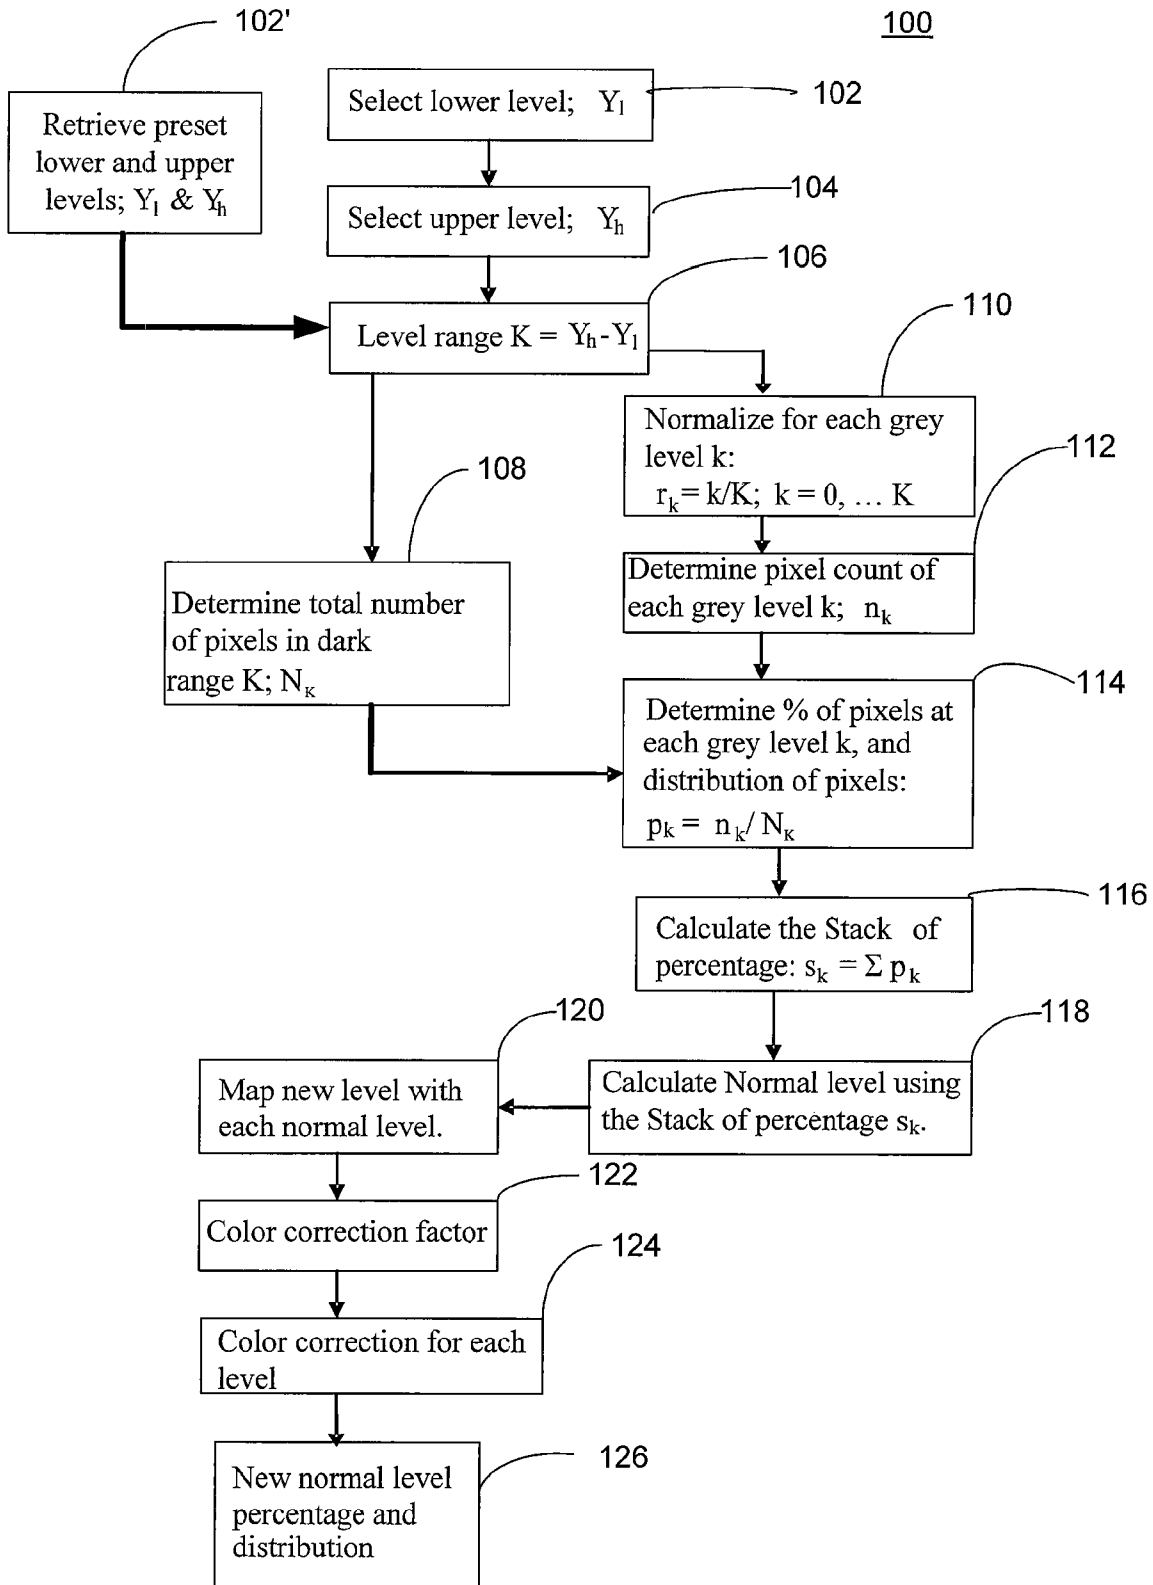 100
102'
Retrieve preset
lower and upper
levels; Yl & Yh
Select lower level; Yl
102
Select upper level; Yh
104
Level range K = Yh-Yl
106
110
Normalize for each grey
level k:
rk= k/K; k = 0, ... K
112
Determine pixel count of
each grey level k; nk
108
Determine total number
of pixels in dark
range K; NK
114
Determine % of pixels at
each grey level k, and
distribution of pixels:
pk = nk/ NK
116
Calculate the Stack of
percentage: sk = Σ pk
118
Calculate Normal level using
the Stack of percentage sk.
120
Map new level with
each normal level.
122
Color correction factor
124
Color correction for each
level
126
New normal level
percentage and
distribution